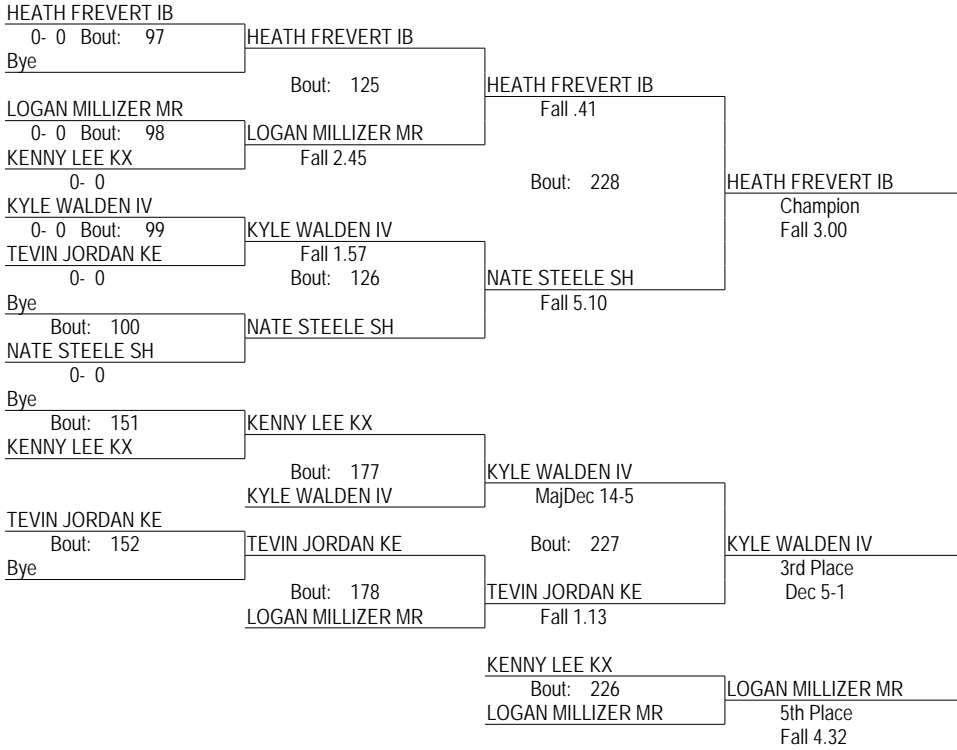 HEATH FREVERT IB
0- 0 Bout: 97 HEATH FREVERT IB
Bye
Bout: 125 HEATH FREVERT IB
LOGAN MILLIZER MR Fall .41
0- 0 Bout: 98 LOGAN MILLIZER MR
KENNY LEE KX Fall 2.45
0- 0 Bout: 228 HEATH FREVERT IB
KYLE WALDEN IV Champion
0- 0 Bout: 99 KYLE WALDEN IV Fall 3.00
TEVIN JORDAN KE Fall 1.57
0- 0 Bout: 126 NATE STEELE SH
Bye Fall 5.10
Bout: 100 NATE STEELE SH
NATE STEELE SH
0- 0
Bye
Bout: 151 KENNY LEE KX
KENNY LEE KX
Bout: 177 KYLE WALDEN IV
KYLE WALDEN IV MajDec 14-5
TEVIN JORDAN KE
Bout: 152 TEVIN JORDAN KE Bout: 227 KYLE WALDEN IV
Bye 3rd Place
Bout: 178 TEVIN JORDAN KE Dec 5-1
LOGAN MILLIZER MR Fall 1.13
KENNY LEE KX
Bout: 226 LOGAN MILLIZER MR
LOGAN MILLIZER MR 5th Place
Fall 4.32